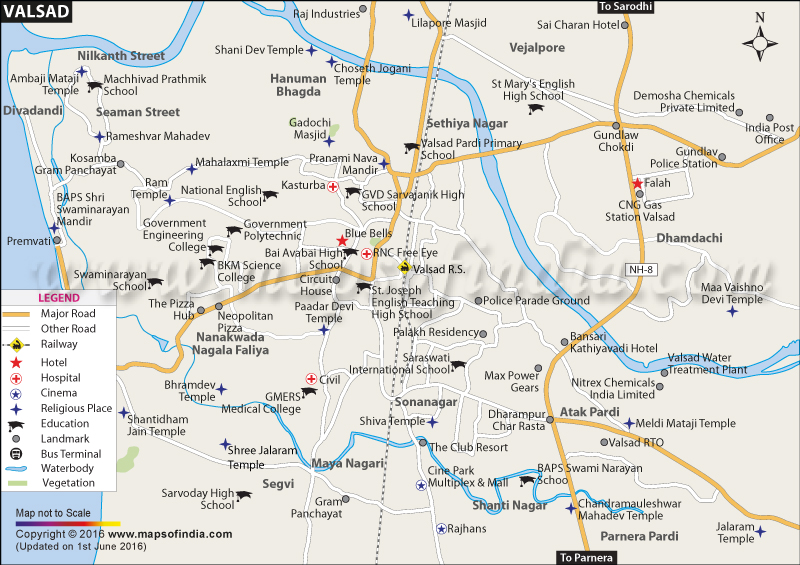 VALSAD
To Sarodhi
Raj Industries
Lilapore Masjid
Sai Charan Hotel
N
Nilkanth Street
Shani Dev Temple
Vejalpore
Ambaji Mataji
Temple
Machhivad Prathmik
School
Hanuman
Bhagda
Choseth Jogani
Temple
St Mary's English
High School
Demosha Chemicals
Private Limited
Divadandi
Seaman Street
Gadochi
Masjid
Sethiya Nagar
India Post
Office
Rameshvar Mahadev
Valsad Pardi Primary
School
Gundlaw
Chokdi
Kosamba
Gram Panchayat
Mahalaxmi Temple
Pranami Nava
Mandir
Gundlav
Police Station
Ram
Temple
National English
School
Kasturba
GVD Sarvajanik High
School
Falah
BAPS Shri
Swaminarayan
Mandir
CNG Gas
Station Valsad
Government
Engineering
College
Government
Polytechnic
Blue Bells
Dhamdachi
Premvati
Bai Avabai High
School
RNC Free Eye
BKM Science
College
Valsad R.S.
NH-8
Swaminarayan
School
Circuit
House
St. Joseph
English Teaching
High School
Maa Vaishno
Devi Temple
www.mapsofindia.com
LEGEND
Major Road
Other Road
Railway
Hotel
Hospital
Cinema
Religious Place
Education
Landmark
Bus Terminal
Waterbody
Vegetation
The Pizza
Hub
Neopolitan
Pizza
Paadar Devi
Temple
Police Parade Ground
Nanakwada
Nagala Faliya
Palakh Residency
Bansari
Kathiyavadi Hotel
Saraswati
International School
Max Power
Gears
Valsad Water
Treatment Plant
Bhramdev
Temple
GMERS
Medical College
Civil
Nitrex Chemicals
India Limited
Sonanagar
Shantidham
Jain Temple
Shiva Temple
Dharampur
Char Rasta
Atak Pardi
Meldi Mataji Temple
Shree Jalaram
Temple
The Club Resort
Valsad RTO
Maya Nagari
Segvi
Cine Park
Multiplex & Mall
BAPS Swami Narayan
School
Sarvoday High
School
Gram
Panchayat
Shanti Nagar
Chandramauleshwar
Mahadev Temple
Rajhans
Parnera Pardi
Jalaram
Temple
To Parnera
Map not to Scale
Copyright © 2016 www.mapsofindia.com
(Updated on 1st June 2016)